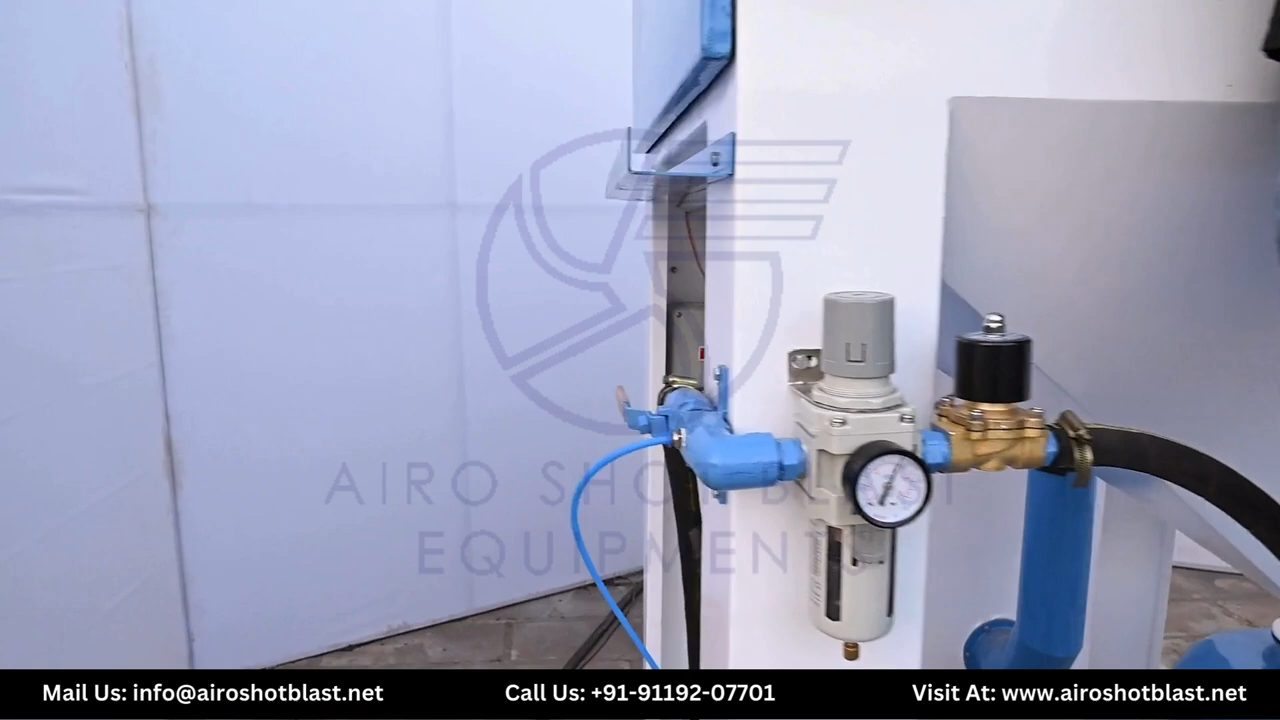 AIRO SHOT BLAST
EQUIPMENTS
Mail Us: info@airoshotblast.net
Call Us: +91-91192-07701
Visit At: www.airoshotblast.net